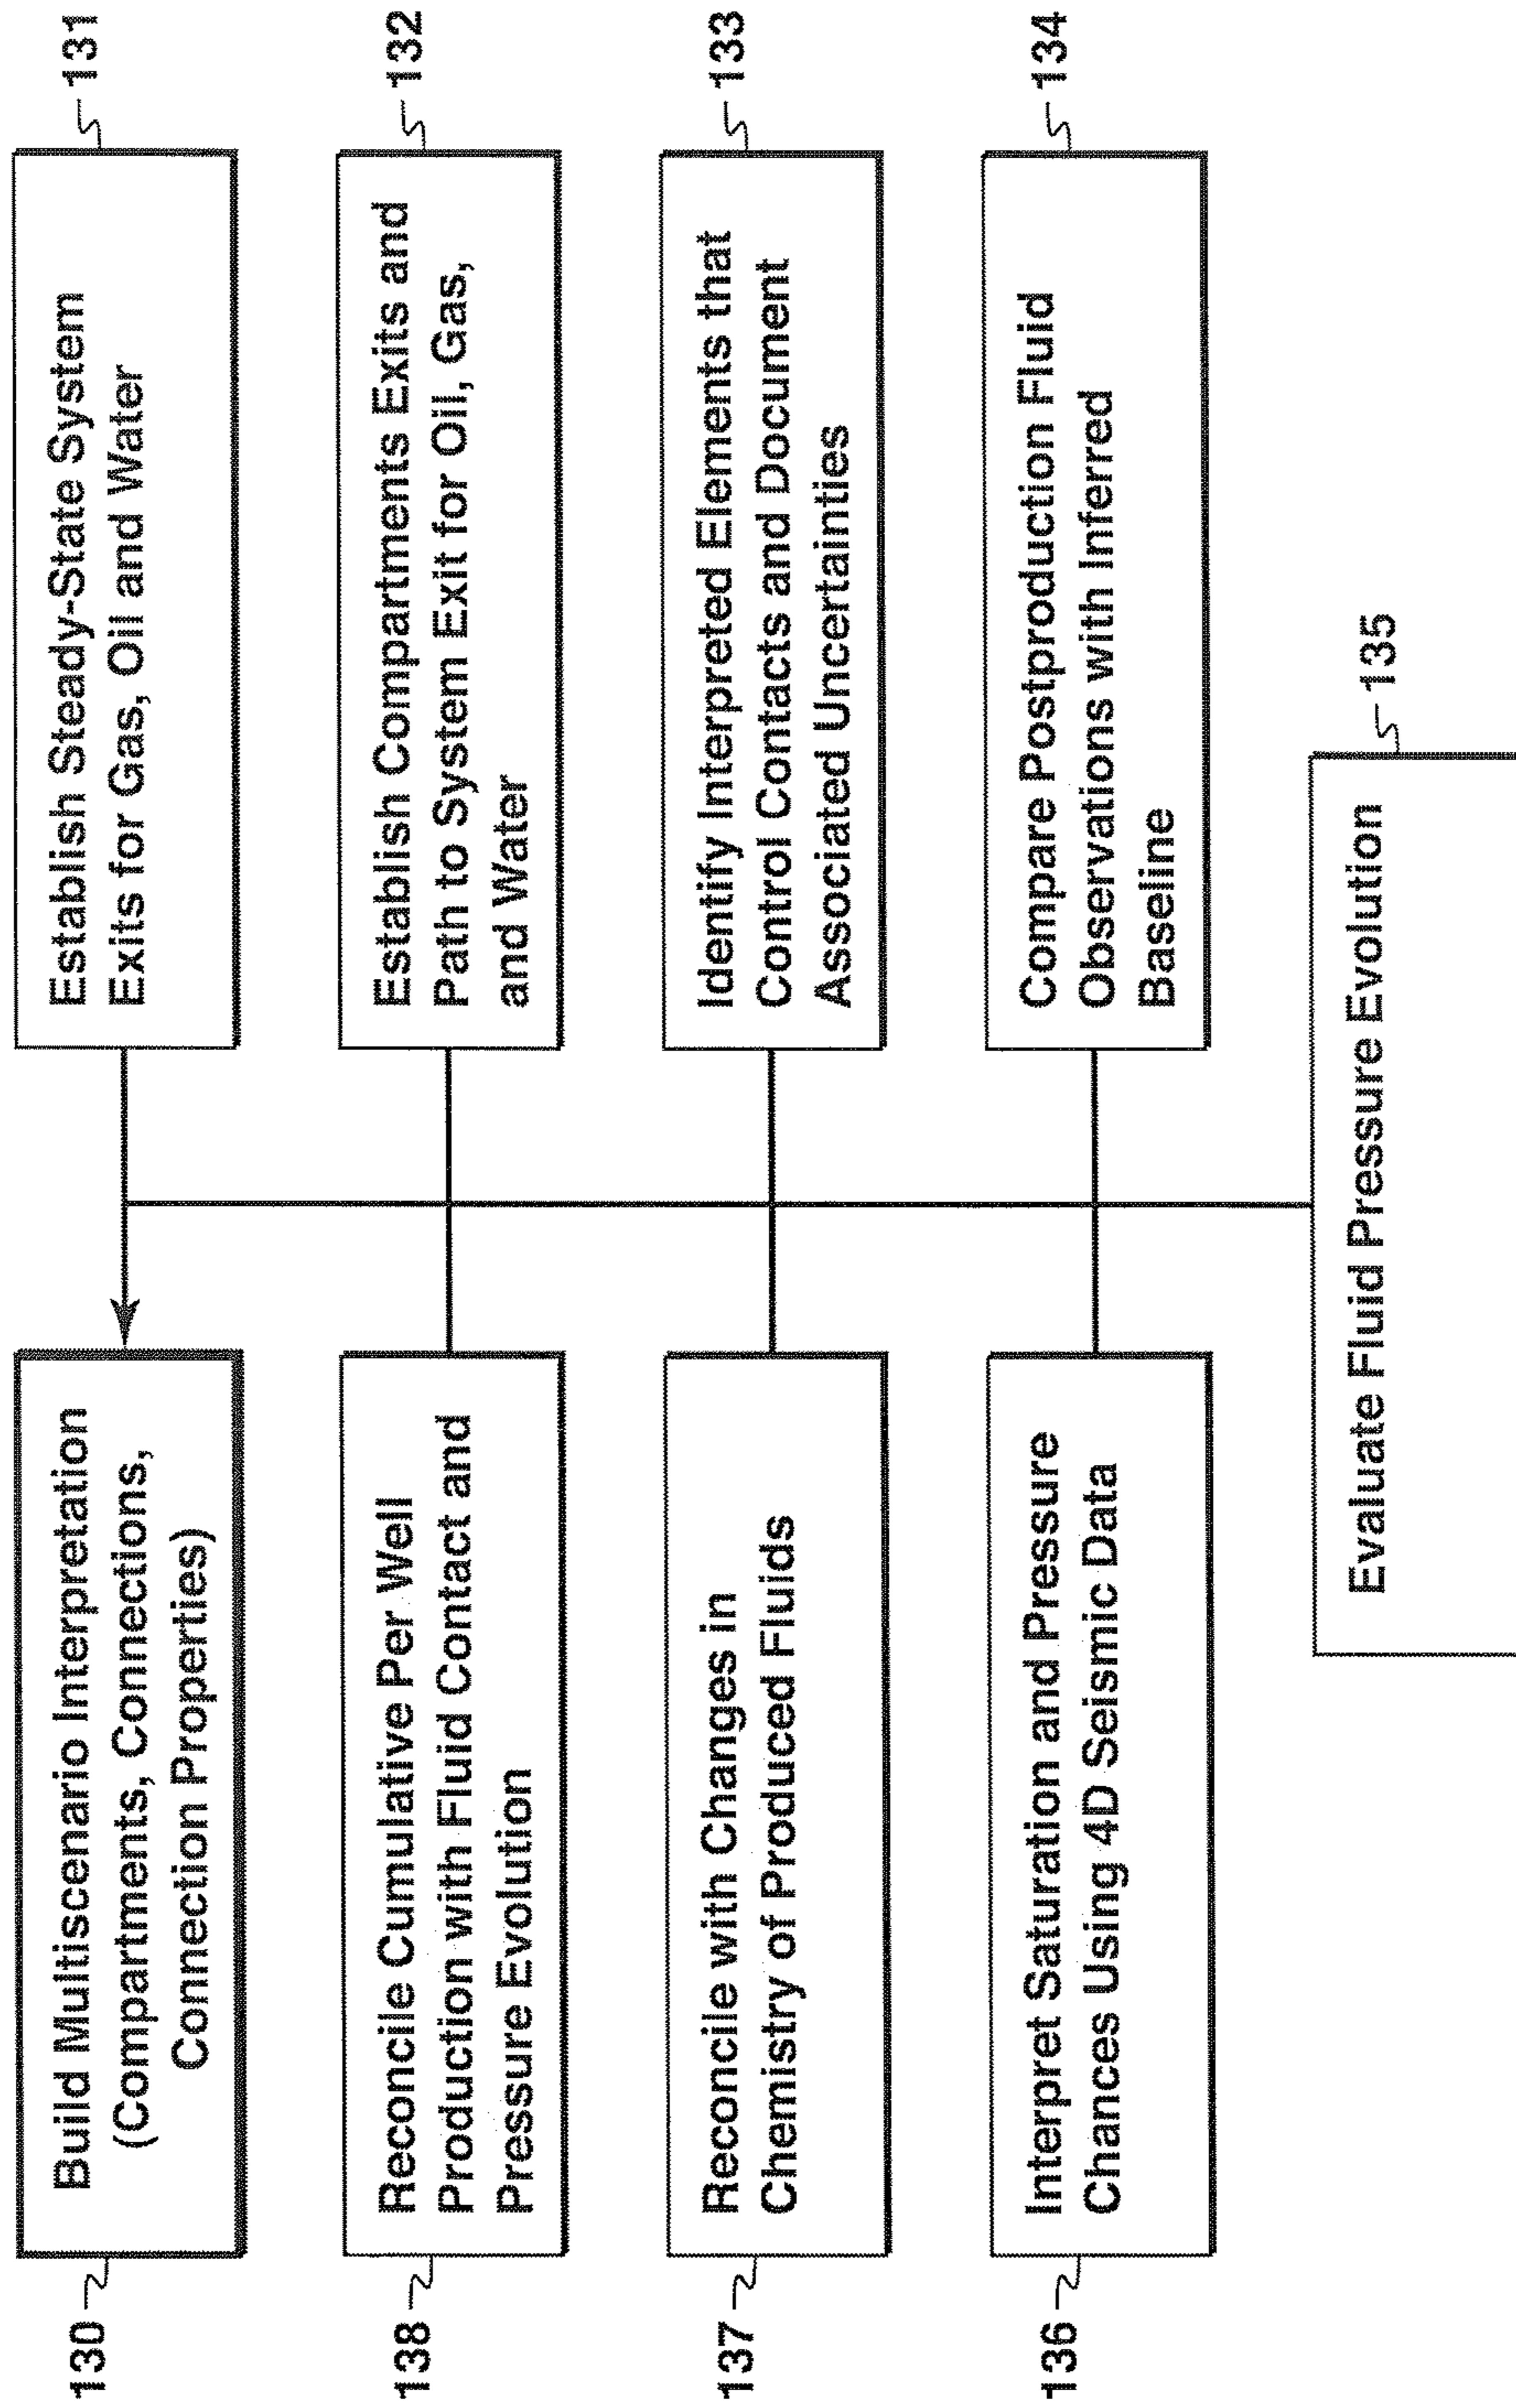 130
Build Multiscenario Interpretation
(Compartments, Connections,
Connection Properties)
131
Establish Steady-State System
Exits for Gas, Oil and Water
138
Reconcile Cumulative Per Well
Production with Fluid Contact and
Pressure Evolution
132
Establish Compartments Exits and
Path to System Exit for Oil, Gas,
and Water
137
Reconcile with Changes in
Chemistry of Produced Fluids
133
Identify Interpreted Elements that
Control Contacts and Document
Associated Uncertainties
136
Interpret Saturation and Pressure
Chances Using 4D Seismic Data
134
Compare Postproduction Fluid
Observations with Inferred
Baseline
135
Evaluate Fluid Pressure Evolution